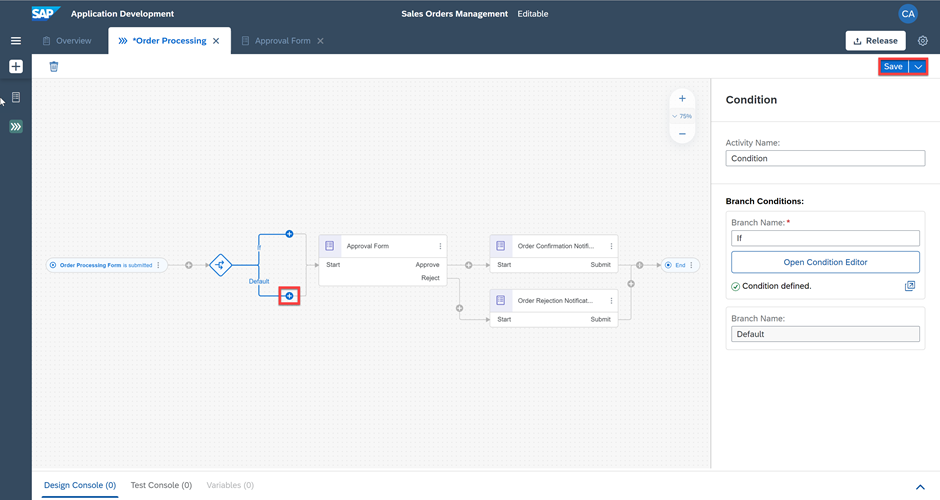 SAP Application Development Sales Orders Management Editable CA
Overview *Order Processing Approval Form Release
Save
75%
Condition
Activity Name:
Condition
Branch Conditions:
Branch Name: *
If
Open Condition Editor
Condition defined.
Branch Name:
Default
Order Processing Form is submitted
If
Default
Approval Form
Start Approve
Reject
Order Confirmation Notifi...
Start Submit
Order Rejection Notificat...
Start Submit
End
Design Console (0) Test Console (0) Variables (0)